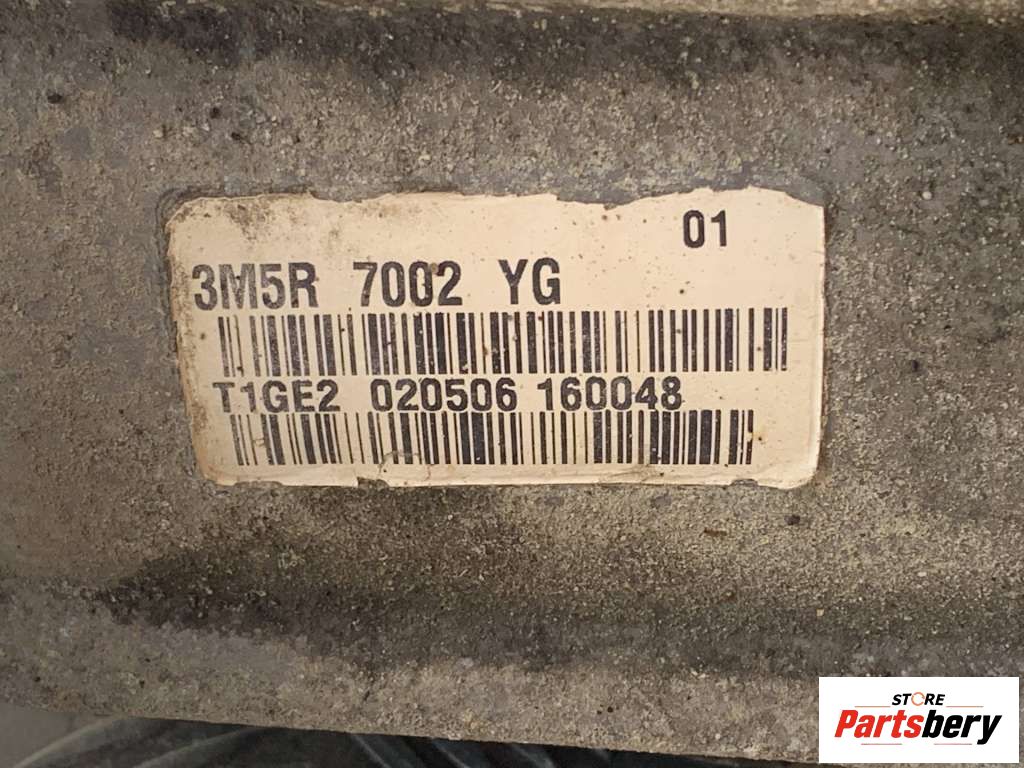 01
3M5R 7002 YG
T1GE2 020506 160048
STORE
Partsbery